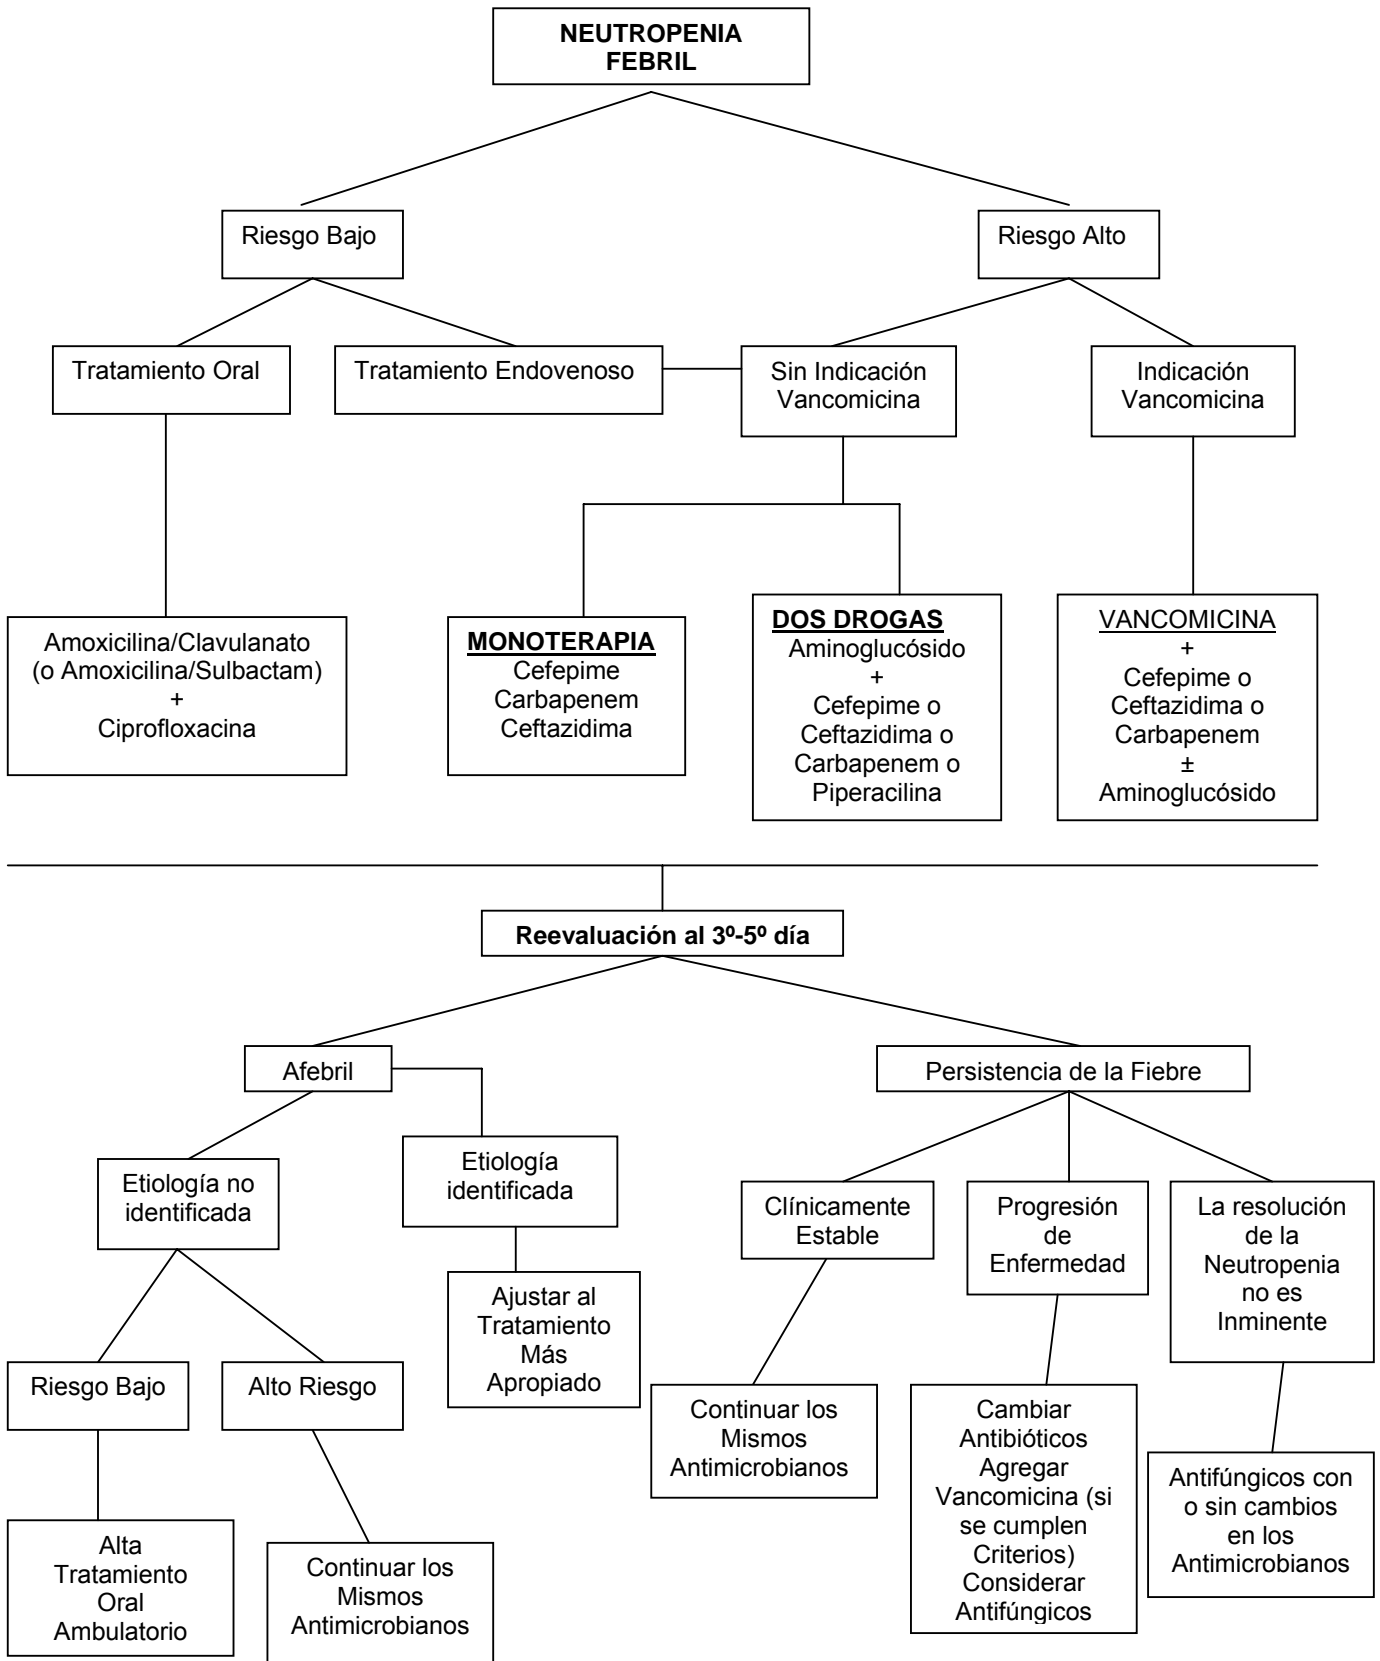 NEUTROPENIA
FEBRIL
Riesgo Bajo
Riesgo Alto
Tratamiento Oral
Tratamiento Endovenoso
Sin Indicación
Vancomicina
Indicación
Vancomicina
Amoxicilina/Clavulanato
(o Amoxicilina/Sulbactam)
+
Ciprofloxacina
MONOTERAPIA
Cefepime
Carbapenem
Ceftazidima
DOS DROGAS
Aminoglucósido
+
Cefepime o
Ceftazidima o
Carbapenem o
Piperacilina
VANCOMICINA
+
Cefepime o
Ceftazidima o
Carbapenem
±
Aminoglucósido
Reevaluación al 3º-5º día
Afebril
Persistencia de la Fiebre
Etiología no
identificada
Etiología
identificada
Clínicamente
Estable
Progresión
de
Enfermedad
La resolución
de la
Neutropenia
no es
Inminente
Riesgo Bajo
Alto Riesgo
Ajustar al
Tratamiento
Más
Apropiado
Continuar los
Mismos
Antimicrobianos
Cambiar
Antibióticos
Agregar
Vancomicina (si
se cumplen
Criterios)
Considerar
Antifúngicos
Antifúngicos con
o sin cambios
en los
Antimicrobianos
Alta
Tratamiento
Oral
Ambulatorio
Continuar los
Mismos
Antimicrobianos